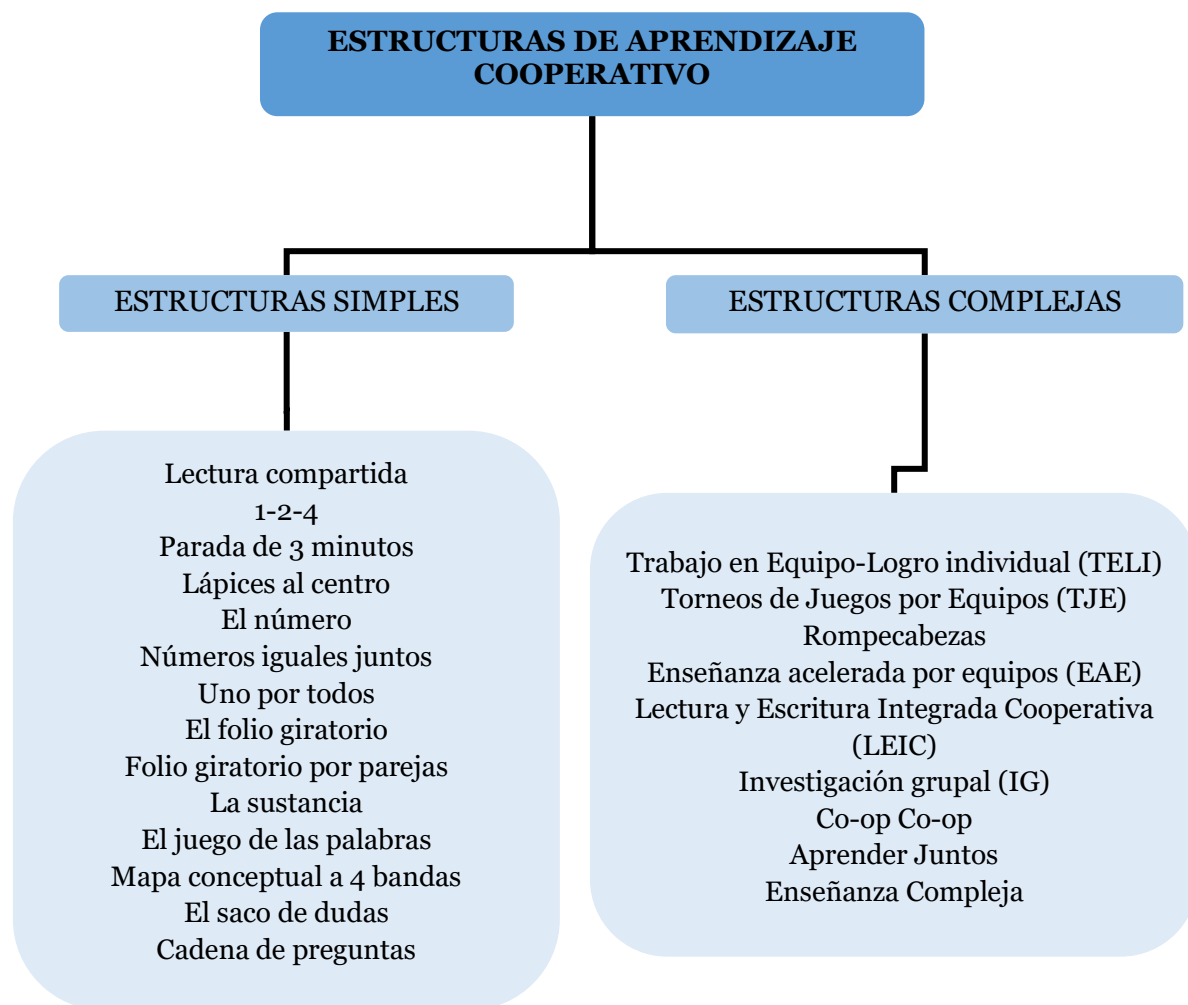 ESTRUCTURAS DE APRENDIZAJE
COOPERATIVO
ESTRUCTURAS SIMPLES
ESTRUCTURAS COMPLEJAS
Lectura compartida
1-2-4
Parada de 3 minutos
Lápices al centro
El número
Números iguales juntos
Uno por todos
El folio giratorio
Folio giratorio por parejas
La sustancia
El juego de las palabras
Mapa conceptual a 4 bandas
El saco de dudas
Cadena de preguntas
Trabajo en Equipo-Logro individual (TELI)
Torneos de Juegos por Equipos (TJE)
Rompecabezas
Enseñanza acelerada por equipos (EAE)
Lectura y Escritura Integrada Cooperativa
(LEIC)
Investigación grupal (IG)
Co-op Co-op
Aprender Juntos
Enseñanza Compleja